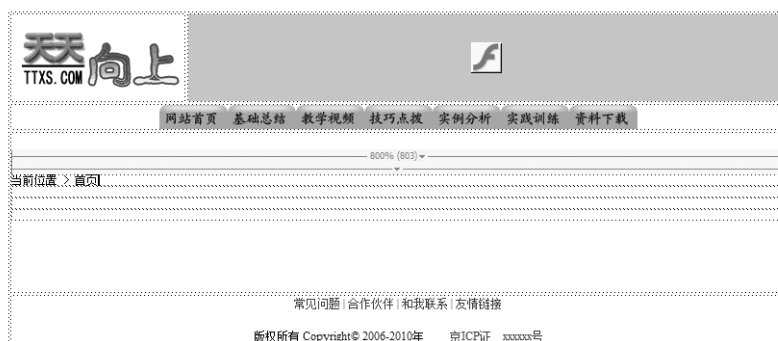 天天向上
TTXS.COM
网站首页 基础总结 教学视频 技巧点拨 实例分析 实践训练 资料下载
800% (803)
当前位置 > 首页
常见问题 | 合作伙伴 | 和我联系 | 友情链接
版权所有 Copyright© 2006-2010年 京ICP证 xxxxxx号